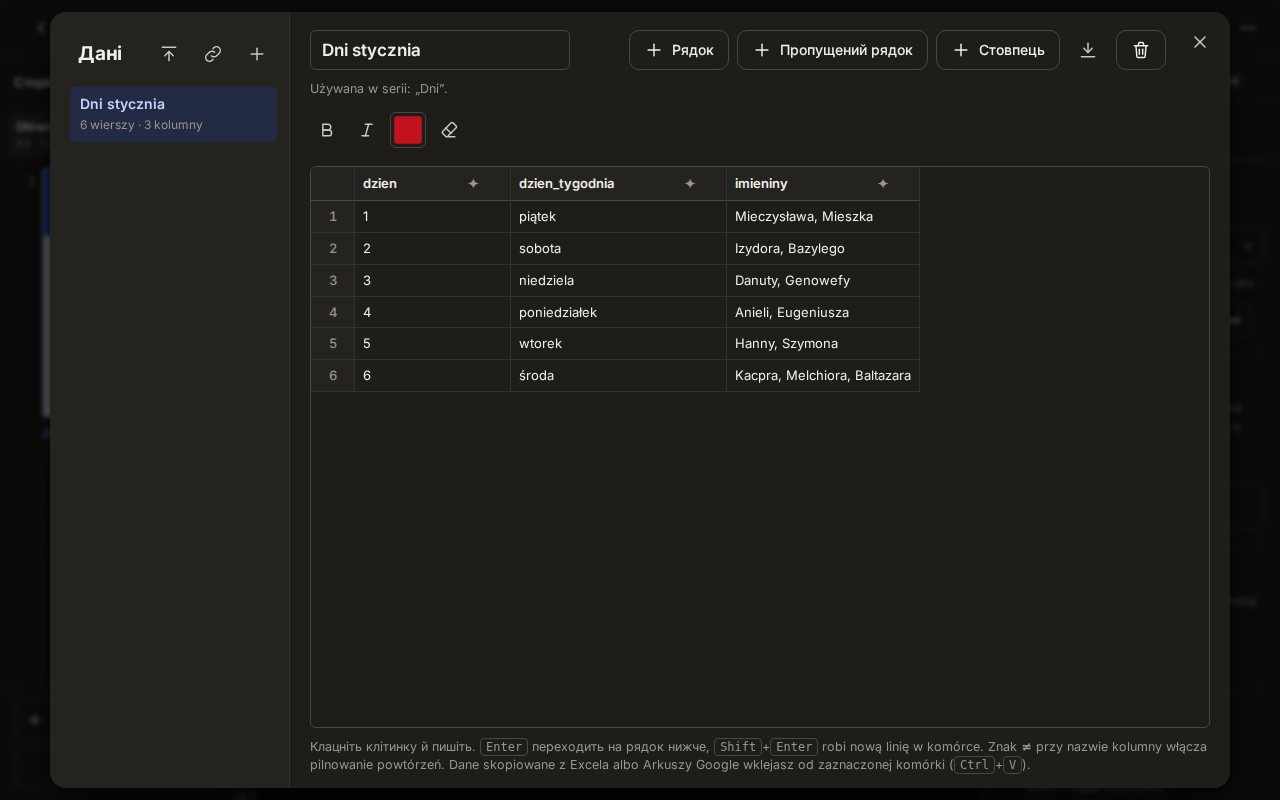 Дані
Dni stycznia
6 wierszy · 3 kolumny
Dni stycznia
Рядок
Пропущений рядок
Стовпець
Używana w serii: „Dni”.
B I
dzien dzien_tygodnia imieniny
1 1 piątek Mieczysława, Mieszka
2 2 sobota Izydora, Bazylego
3 3 niedziela Danuty, Genowefy
4 4 poniedziałek Anieli, Eugeniusza
5 5 wtorek Hanny, Szymona
6 6 środa Kacpra, Melchiora, Baltazara
Клацніть клітинку й пишіть. Enter переходить на рядок нижче, Shift+Enter robi nową linię w komórce. Znak ≠ przy nazwie kolumny włącza
pilnowanie powtórzeń. Dane skopiowane z Excela albo Arkuszy Google wklejasz od zaznaczonej komórki (Ctrl+V).